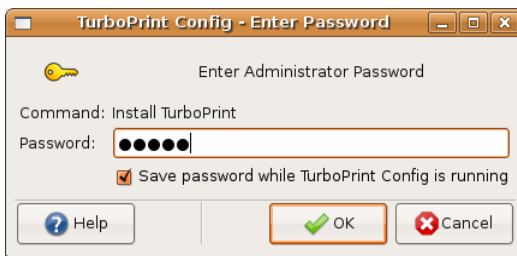 TurboPrint Config - Enter Password
Enter Administrator Password
Command: Install TurboPrint
Password: ●●●●●
Save password while TurboPrint Config is running
Help OK Cancel